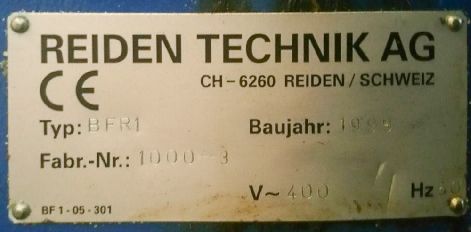 REIDEN TECHNIK AG
CE CH-6260 REIDEN/SCHWEIZ
Typ: BFR1 Baujahr:
Fabr.-Nr.: 1000-3
V~ 400 Hz 50
BF 1-05-301